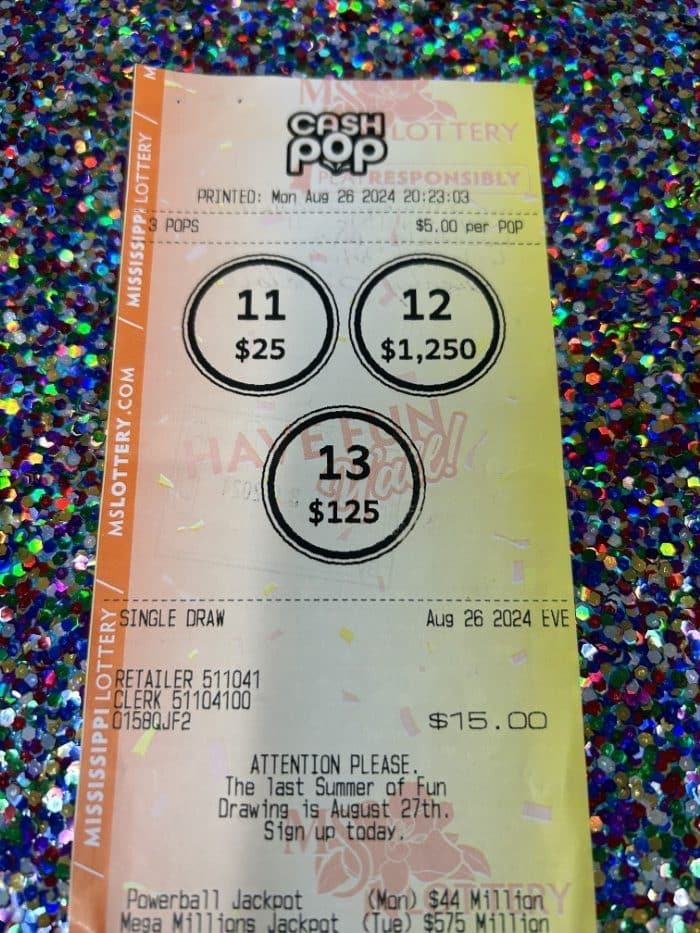 MS LOTTERY
CASH
POP
PLAY RESPONSIBLY
PRINTED: Mon Aug 26 2024 20:23:03
3 POPS $5.00 per POP
11 12
$25 $1,250
HAVE FUN
Y'all!
13
$125
SINGLE DRAW Aug 26 2024 EVE
RETAILER 511041
CLERK 51104100
0158QJF2 $15.00
ATTENTION PLEASE.
The last Summer of Fun
Drawing is August 27th.
Sign up today.
MS LOTTERY
Powerball Jackpot (Mon) $44 Million
Mega Millions Jackpot (Tue) $575 Million
MISSISSIPPI LOTTERY / MSLOTTERY.COM / MISSISSIPPI LOTTERY / M